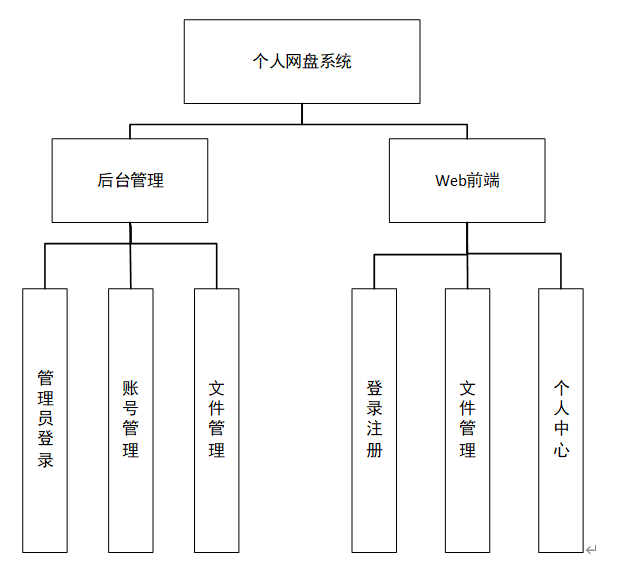 个人网盘系统
后台管理
Web前端
管理员登录
账号管理
文件管理
登录注册
文件管理
个人中心